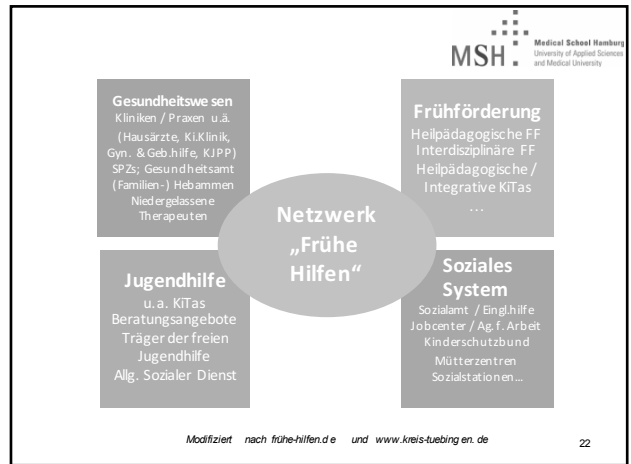 MSH
Medical School Hamburg
University of Applied Sciences
and Medical University
Gesundheitswesen
Kliniken / Praxen u.ä.
(Hausärzte, Ki.Klinik,
Gyn. & Geb.hilfe, KJPP)
SPZs; Gesundheitsamt
(Familien-) Hebammen
Niedergelassene
Therapeuten
Frühförderung
Heilpädagogische FF
Interdisziplinäre FF
Heilpädagogische /
Integrative KiTas
...
Netzwerk
„Frühe
Hilfen“
Jugendhilfe
u.a. KiTas
Beratungsangebote
Träger der freien
Jugendhilfe
Allg. Sozialer Dienst
Soziales
System
Sozialamt / Eingl.hilfe
Jobcenter / Ag. f. Arbeit
Kinderschutzbund
Mütterzentren
Sozialstationen...
Modifiziert nach frühe-hilfen.de und www.kreis-tuebingen.de
22